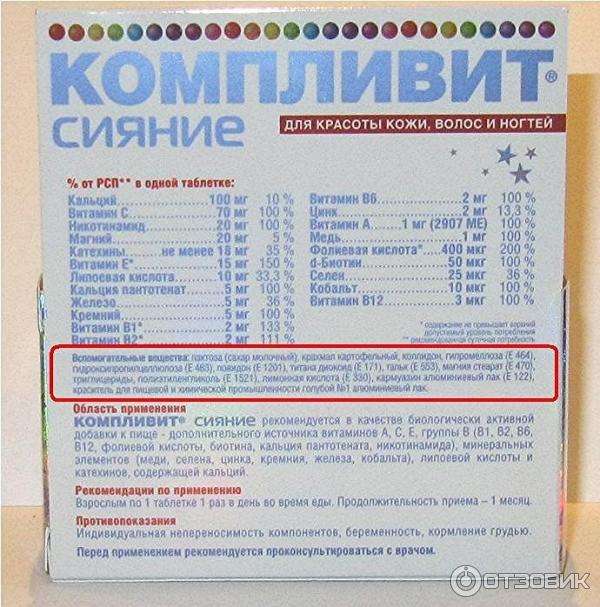 КОМПЛИВИТ®
СИЯНИЕ
ДЛЯ КРАСОТЫ КОЖИ, ВОЛОС И НОГТЕЙ
% от РСП** в одной таблетке:
Кальций 100 мг 10 %
Витамин С 70 мг 100 %
Никотинамид 20 мг 100 %
Магний 20 мг 5 %
Катехины не менее 18 мг 35 %
Витамин Е* 15 мг 150 %
Липоевая кислота 10 мг 33,3 %
Кальция пантотенат 5 мг 100 %
Железо 5 мг 36 %
Кремний 5 мг 100 %
Витамин В1* 2 мг 133 %
Витамин В2* 2 мг 111 %
Витамин В6 2 мг 100 %
Цинк 2 мг 13,3 %
Витамин А 1 мг (2907 МЕ) 100 %
Медь 1 мг 100 %
Фолиевая кислота* 400 мкг 200 %
d-Биотин 50 мкг 100 %
Селен 25 мкг 36 %
Кобальт 10 мкг 100 %
Витамин В12 3 мкг 100 %
* содержание не превышает верхний
допустимый уровень потребления
** рекомендуемая суточная потребность
Вспомогательные вещества: лактоза (сахар молочный), крахмал картофельный, коллидон, гипромеллоза (Е 464),
гидроксипропилцеллюлоза (Е 463), повидон (Е 1201), титана диоксид (Е 171), тальк (Е 553), магния стеарат (Е 470)
триглицериды, полиэтиленгликоль (Е 1521), лимонная кислота (Е 330), кармуазин алюминиевый лак (Е 122),
краситель для пищевой и химической промышленности голубой №1 алюминиевый лак.
Область применения
КОМПЛИВИТ® СИЯНИЕ рекомендуется в качестве биологически активной
добавки к пище - дополнительного источника витаминов А, С, Е, группы В (В1, В2, В6,
В12, фолиевой кислоты, биотина, кальция пантотената, никотинамида), минеральных
элементов (меди, селена, цинка, кремния, железа, кобальта), липоевой кислоты и
катехинов, содержащей кальций.
Рекомендации по применению
Взрослым по 1 таблетке 1 раз в день во время еды. Продолжительность приема – 1 месяц.
Противопоказания
Индивидуальная непереносимость компонентов, беременность, кормление грудью.
Перед применением рекомендуется проконсультироваться с врачом.
ОТЗОВИК